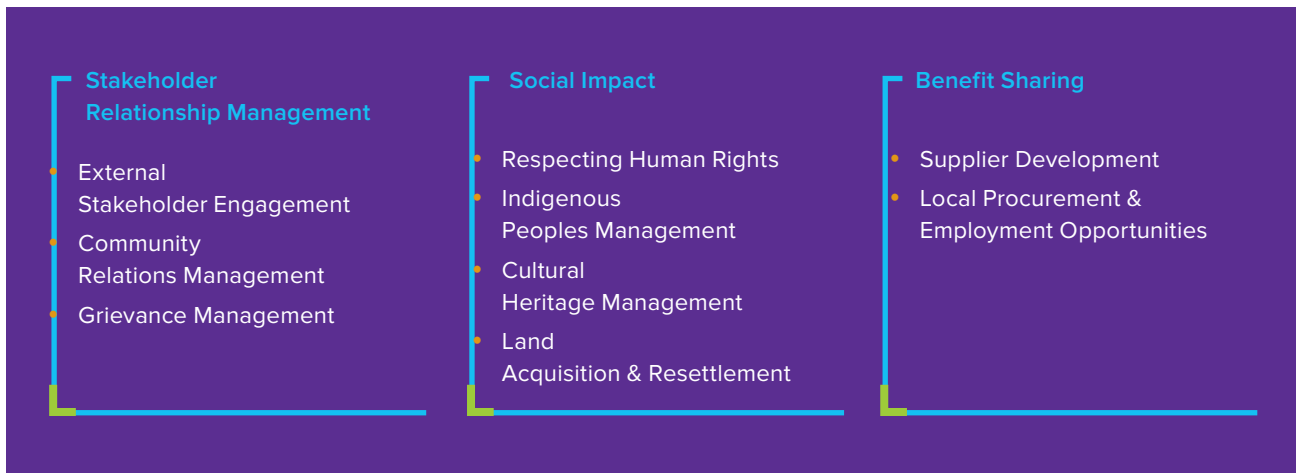 Stakeholder
Relationship Management
• External
Stakeholder Engagement
• Community
Relations Management
• Grievance Management
Social Impact
• Respecting Human Rights
• Indigenous
Peoples Management
• Cultural
Heritage Management
• Land
Acquisition & Resettlement
Benefit Sharing
• Supplier Development
• Local Procurement &
Employment Opportunities